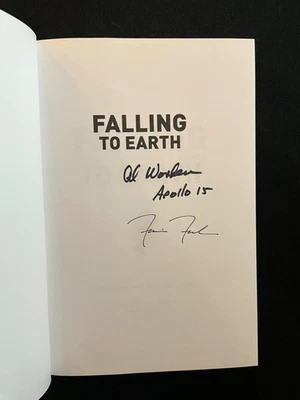 FALLING
TO EARTH
Al Worden
Apollo 15